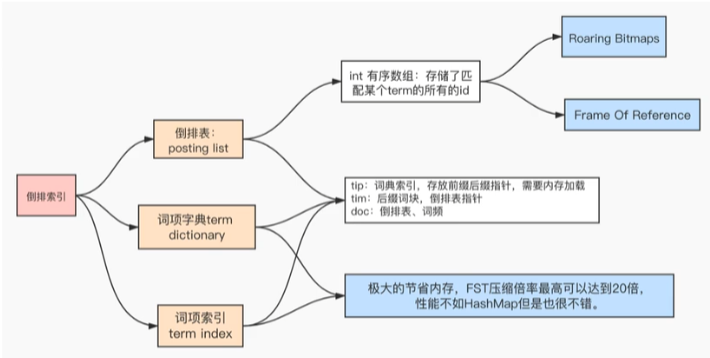 倒排索引
倒排表：
posting list
词项字典term
dictionary
词项索引
term index
int 有序数组：存储了匹
配某个term的所有的id
tip：词典索引，存放前缀后缀指针，需要内存加载
tim：后缀词块，倒排表指针
doc：倒排表、词频
极大的节省内存，FST压缩倍率最高可以达到20倍，
性能不如HashMap但是也很不错。
Roaring Bitmaps
Frame Of Reference